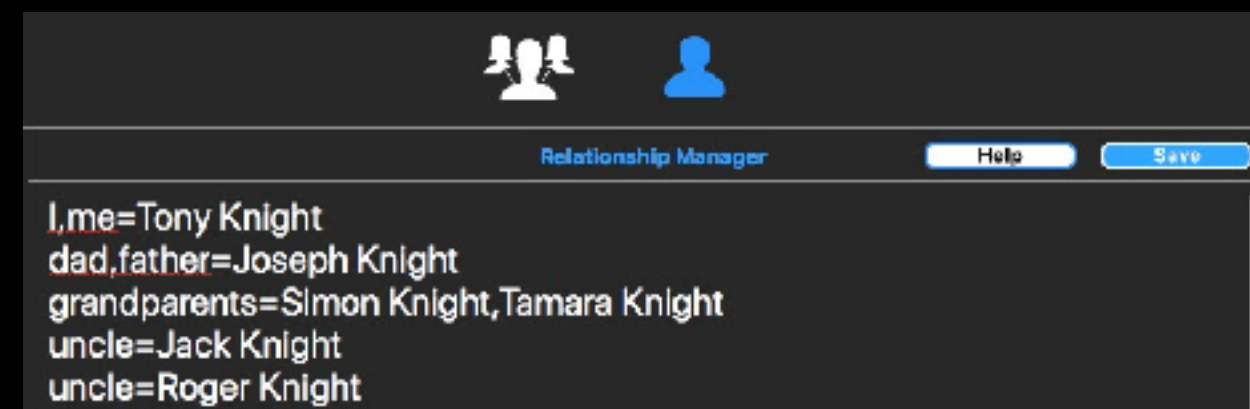 Relationship Manager
Help
Save
I,me=Tony Knight
dad,father=Joseph Knight
grandparents=Simon Knight,Tamara Knight
uncle=Jack Knight
uncle=Roger Knight